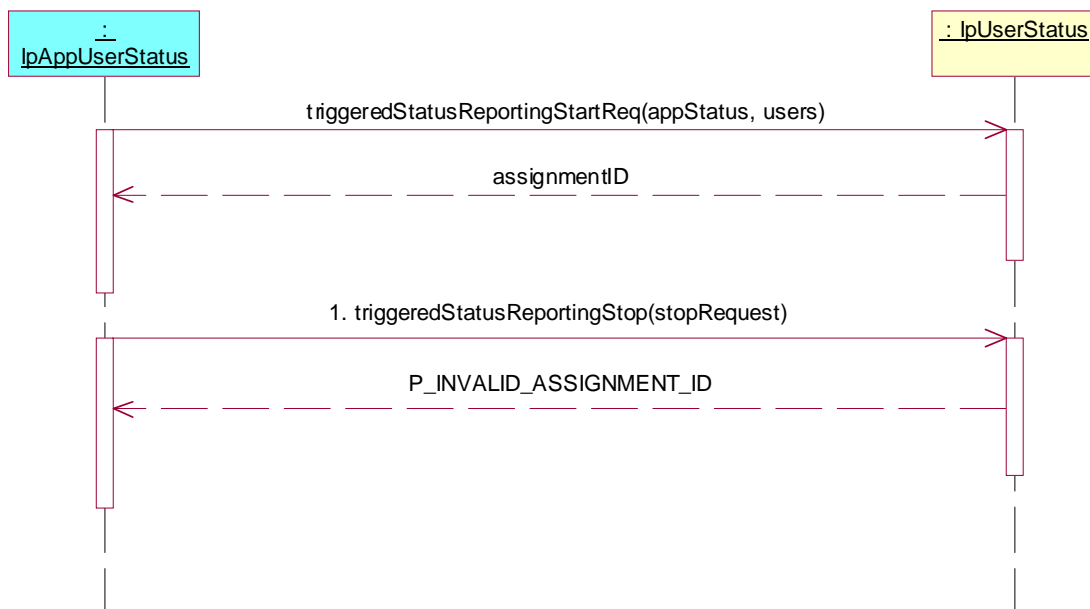 :
IpAppUserStatus
: IpUserStatus
triggeredStatusReportingStartReq(appStatus, users)
assignmentID
1. triggeredStatusReportingStop(stopRequest)
P_INVALID_ASSIGNMENT_ID